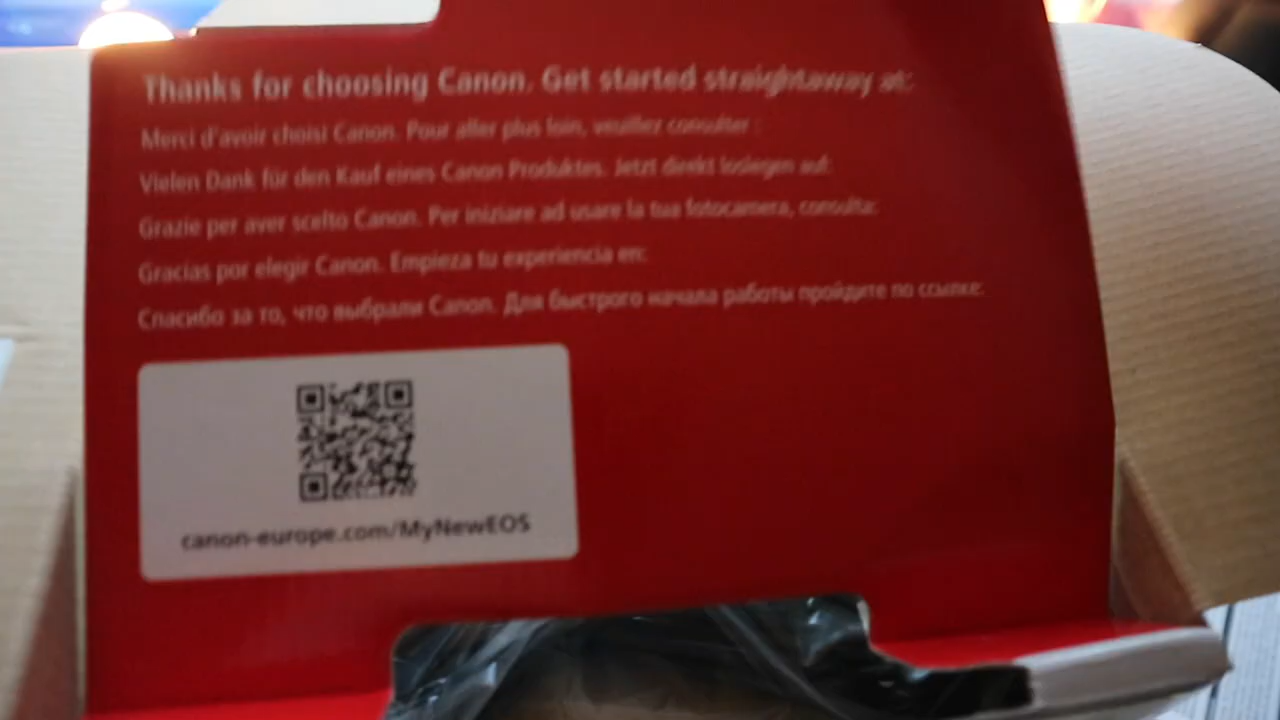 Thanks for choosing Canon. Get started straightaway at:
Merci d'avoir choisi Canon. Pour aller plus loin, veuillez consulter :
Vielen Dank für den Kauf eines Canon Produktes. Jetzt direkt loslegen auf:
Grazie per aver scelto Canon. Per iniziare ad usare la tua fotocamera, consulta:
Gracias por elegir Canon. Empieza tu experiencia en:
Спасибо за то, что выбрали Canon. Для быстрого начала работы пройдите по ссылке:
canon-europe.com/MyNewEOS